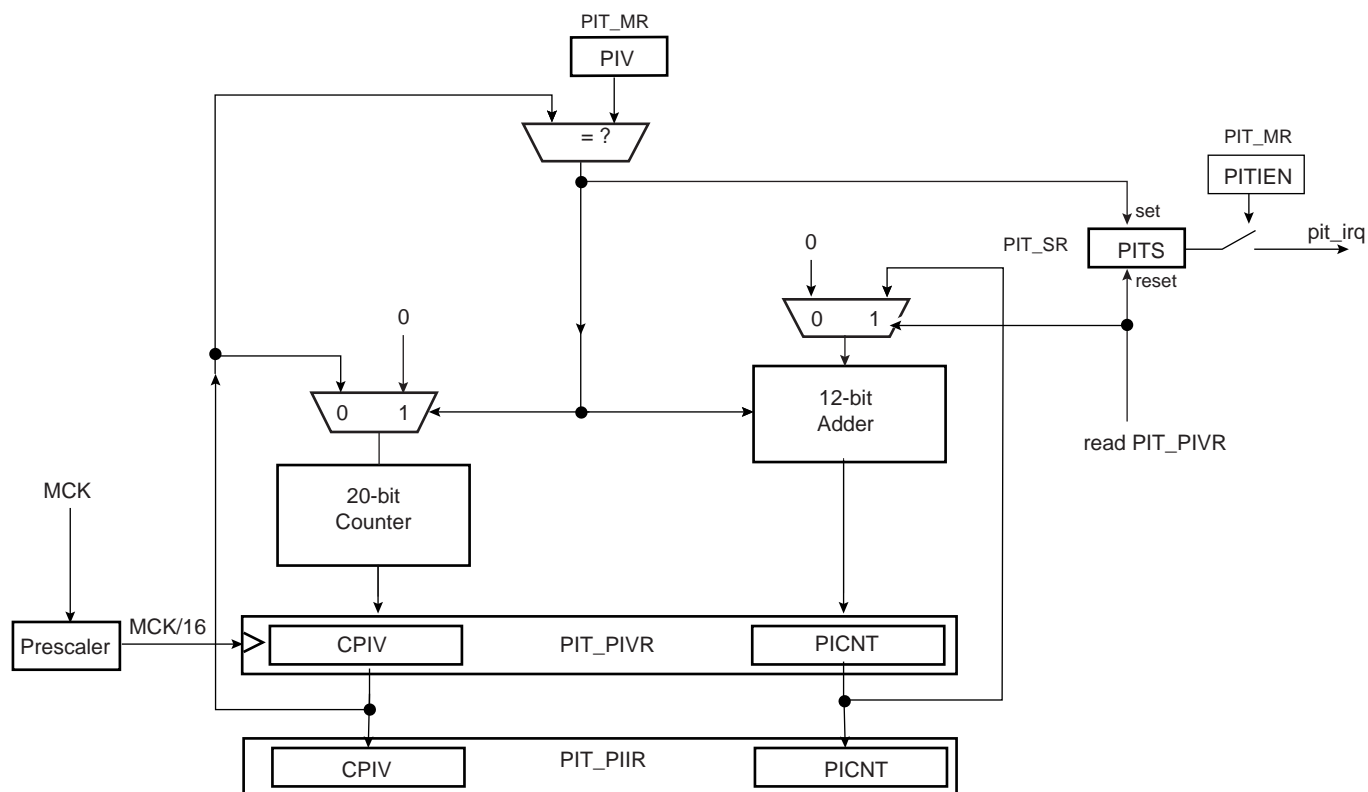 PIT_MR
PIV
= ?
PIT_MR
PITIEN
set
0
PIT_SR
PITS
pit_irq
reset
0
0 1
0 1
12-bit
Adder
read PIT_PIVR
MCK
20-bit
Counter
MCK/16
Prescaler
CPIV
PIT_PIVR
PICNT
CPIV
PIT_PIIR
PICNT